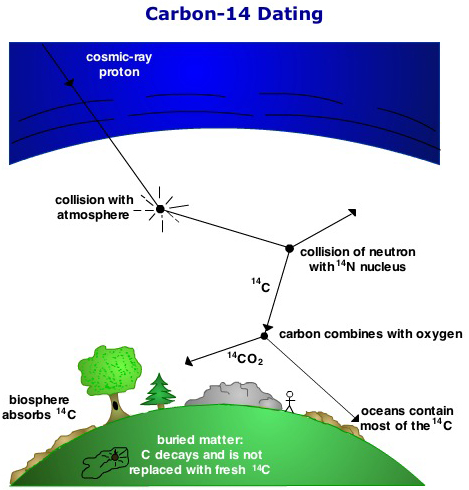 Carbon-14 Dating
cosmic-ray
proton
collision with
atmosphere
collision of neutron
with ¹⁴N nucleus
¹⁴C
carbon combines with oxygen
¹⁴CO₂
biosphere
absorbs ¹⁴C
oceans contain
most of the ¹⁴C
buried matter:
C decays and is not
replaced with fresh ¹⁴C